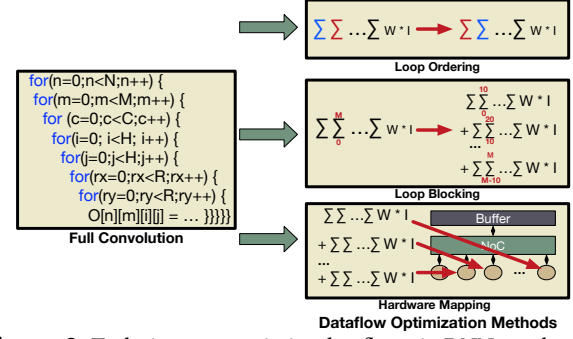 for(n=0;n<N;n++) {
for(m=0;m<M;m++) {
for (c=0;c<C;c++) {
for(i=0; i<H; i++) {
for(j=0;j<H;j++) {
for(rx=0;rx<R;rx++) {
for(ry=0;ry<R;ry++) {
O[n][m][i][j] = ... }}}}}
Full Convolution
∑ ∑ ...∑ W * I ∑ ∑ ...∑ W * I
Loop Ordering
∑ ∑ ...∑ W * I
M
0
10
∑ ∑ ...∑ W * I
0
20
+ ∑ ∑ ...∑ W * I
10
...
M
+ ∑ ∑ ...∑ W * I
M-10
Loop Blocking
∑ ∑ ...∑ W * I
+ ∑ ∑ ...∑ W * I
...
+ ∑ ∑ ...∑ W * I
Buffer
NoC
...
Hardware Mapping
Dataflow Optimization Methods